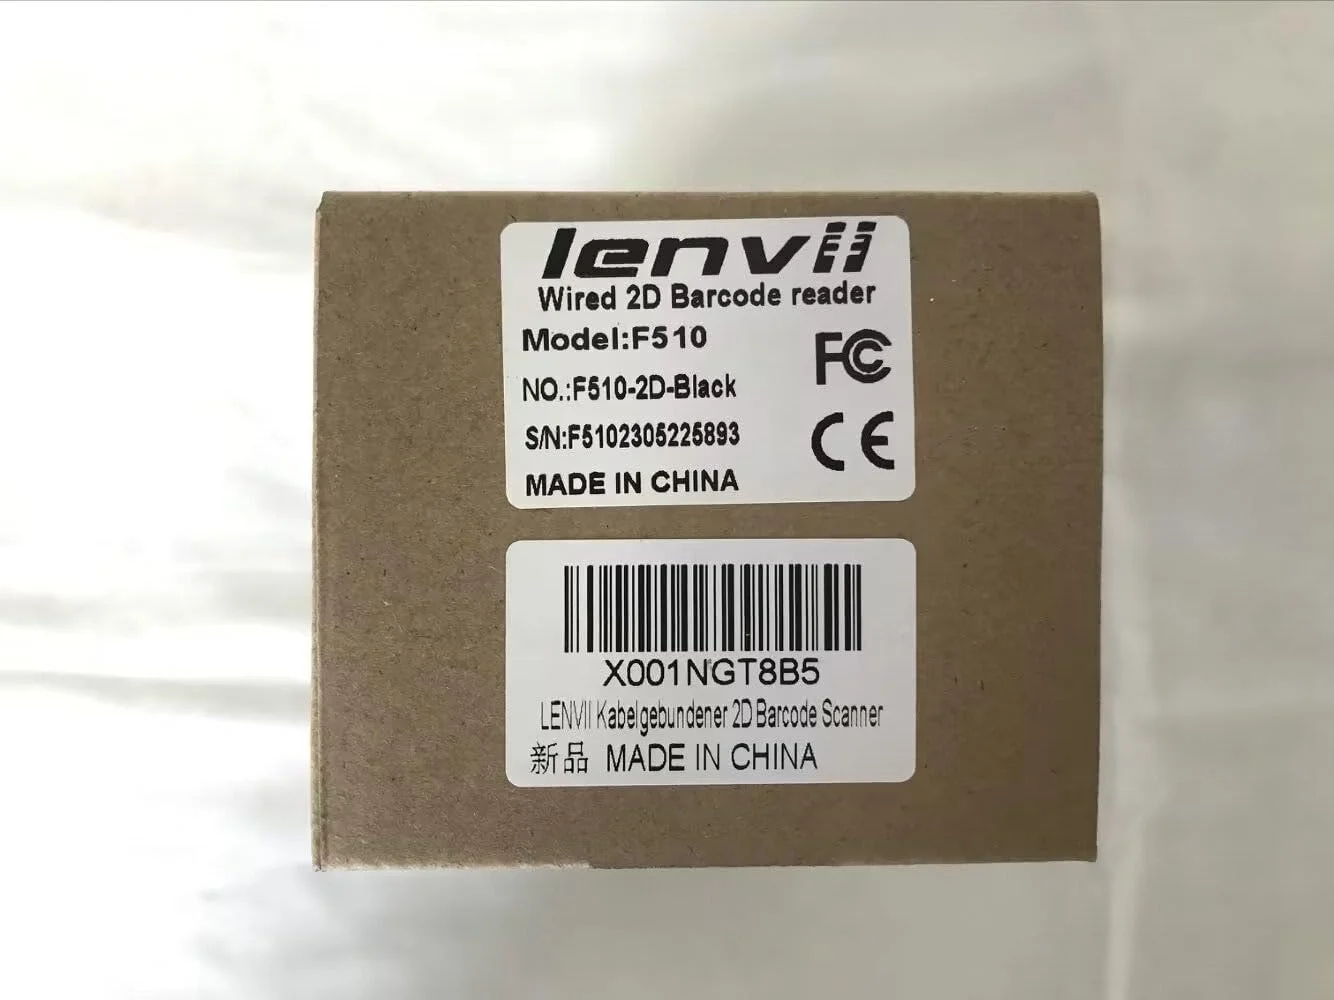 lenvii
Wired 2D Barcode reader
Model:F510
NO.:F510-2D-Black
S/N:F5102305225893
MADE IN CHINA
FC
CE
X001NGT8B5
LENVII Kabelgebundener 2D Barcode Scanner
新品 MADE IN CHINA